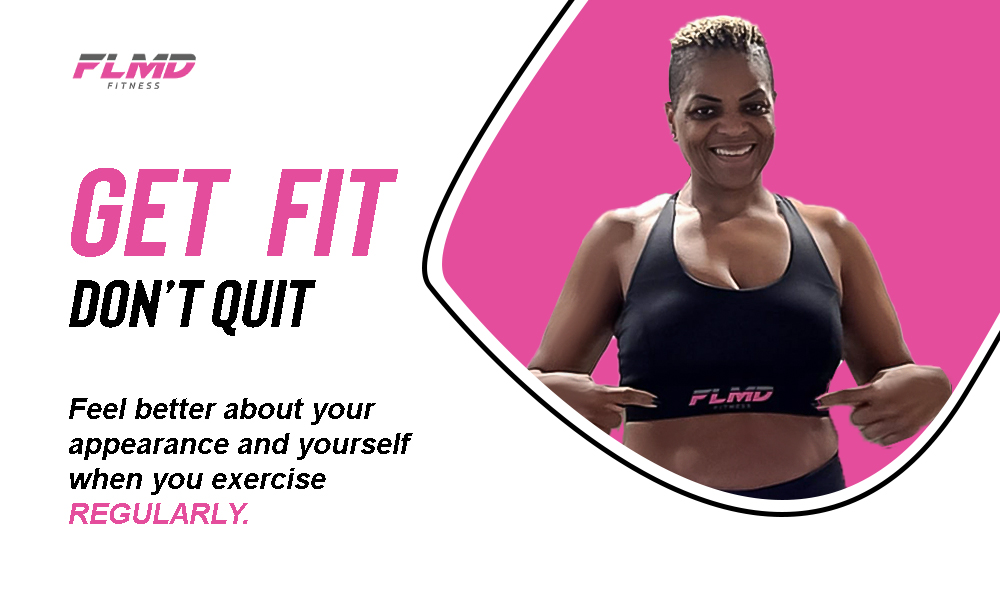 FLMD
FITNESS
GET FIT
DON'T QUIT
Feel better about your
appearance and yourself
when you exercise
REGULARLY.
FLMD
FITNESS